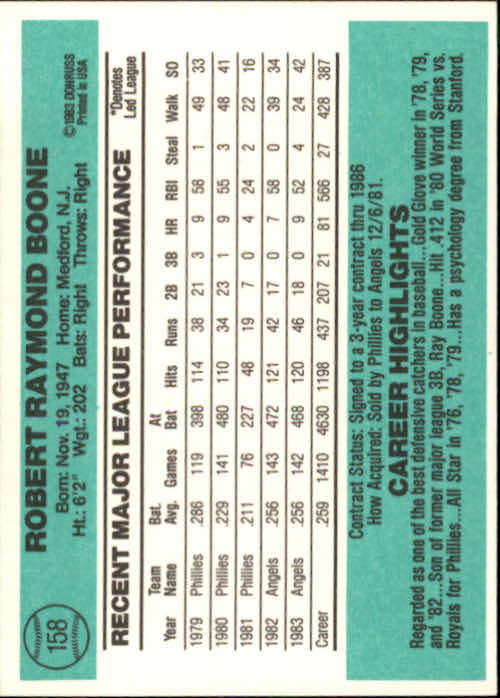 158
ROBERT RAYMOND BOONE
Born: Nov. 19, 1947 Home: Medford, N.J.
Ht.: 6'2" Wgt.: 202 Bats: Right Throws: Right
©1983 DONRUSS
Printed in USA
RECENT MAJOR LEAGUE PERFORMANCE
*Denotes
Led League
Team Bat. At
Year Name Avg. Games Bat Hits Runs 2B 3B HR RBI Steal Walk SO
1979 Phillies .286 119 398 114 38 21 3 9 58 1 49 33
1980 Phillies .229 141 480 110 34 23 1 9 55 3 48 41
1981 Phillies .211 76 227 48 19 7 0 4 24 2 22 16
1982 Angels .256 143 472 121 42 17 0 7 58 0 39 34
1983 Angels .256 142 468 120 46 18 0 9 52 4 24 42
Career .259 1410 4630 1198 437 207 21 81 566 27 428 387
Contract Status: Signed to a 3-year contract thru 1986
How Acquired: Sold by Phillies to Angels 12/6/81.
CAREER HIGHLIGHTS
Regarded as one of the best defensive catchers in baseball...Gold Glove winner in '78, '79,
and '82...Son of former major league 3B, Ray Boone...Hit .412 in '80 World Series vs.
Royals for Phillies...All Star in '76, '78, '79...Has a psychology degree from Stanford.